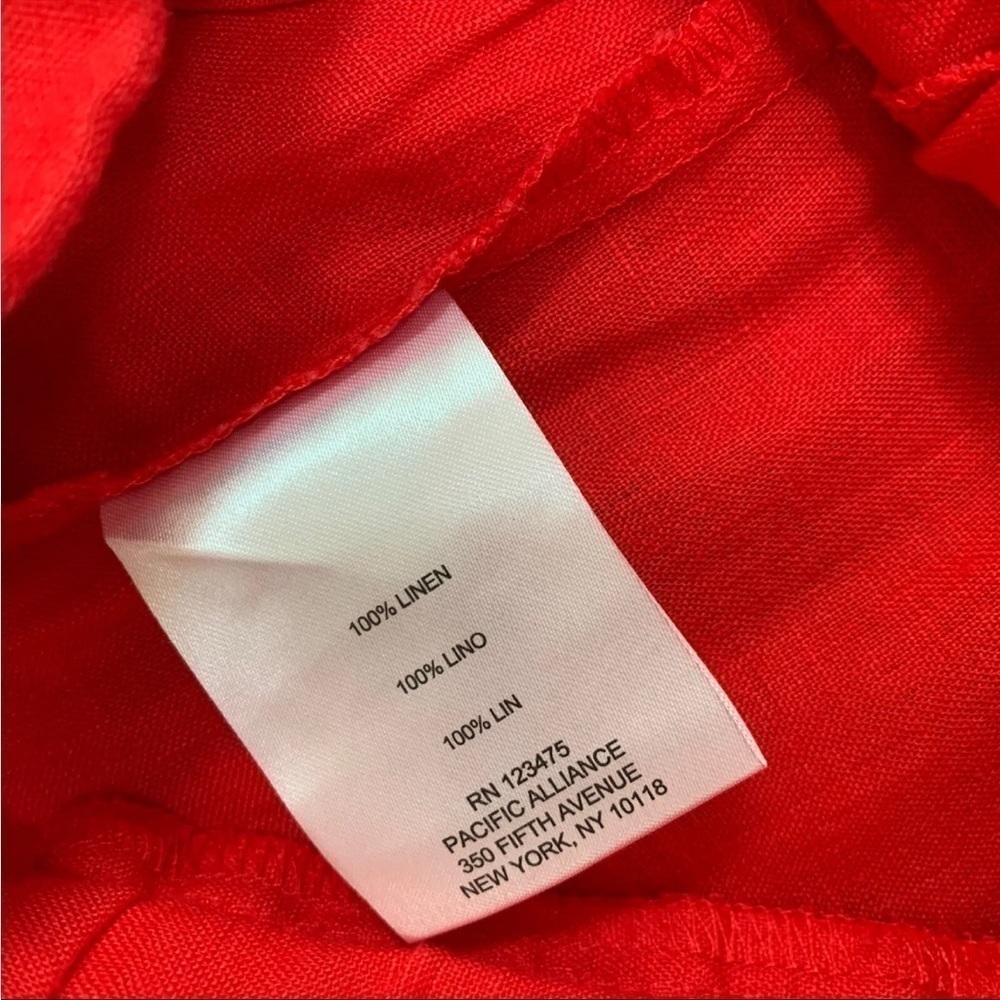 100% LINEN
100% LINO
100% LIN
RN 123475
PACIFIC ALLIANCE
350 FIFTH AVENUE
NEW YORK, NY 10118